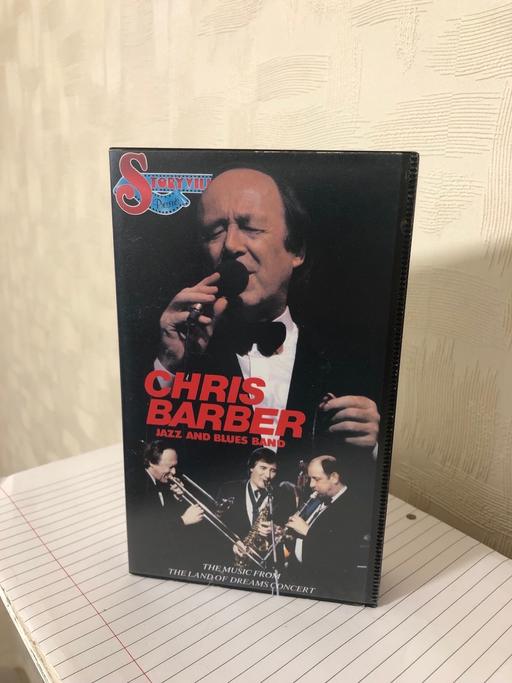 STORYVILLE
CHRIS
BARBER
JAZZ AND BLUES BAND
THE MUSIC FROM
THE LAND OF DREAMS CONCERT